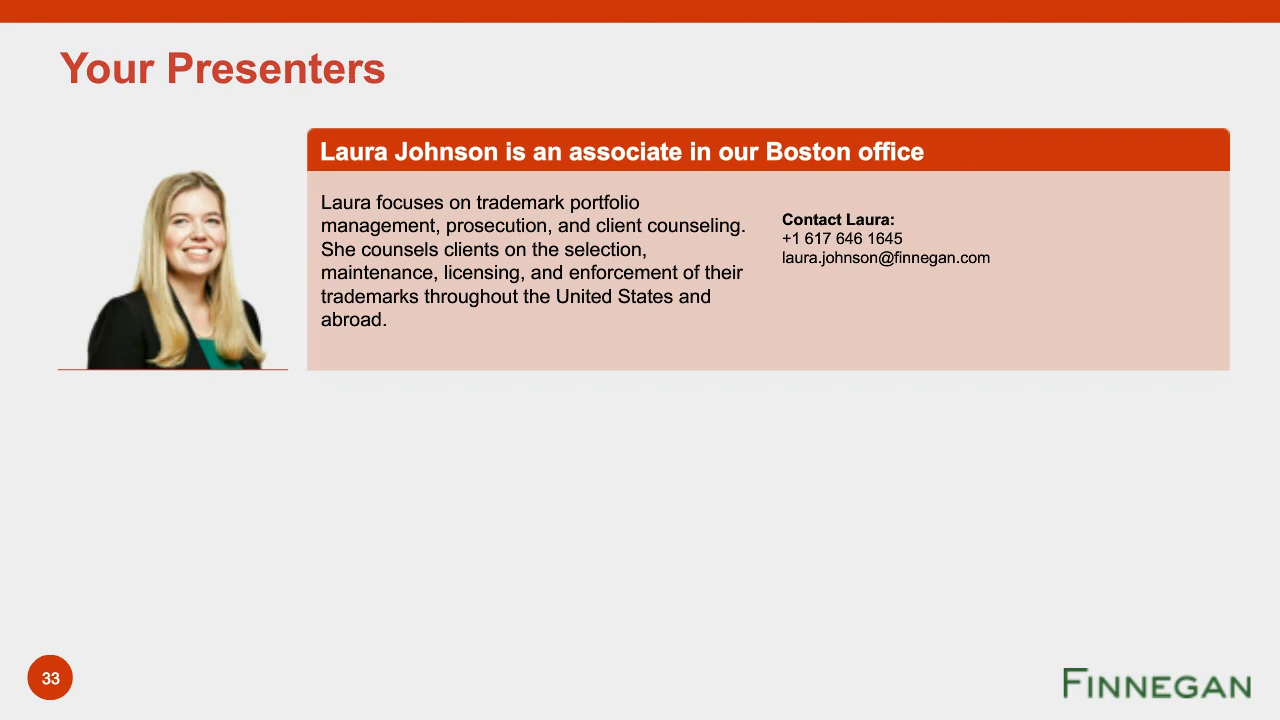 Your Presenters
Laura Johnson is an associate in our Boston office
Laura focuses on trademark portfolio
management, prosecution, and client counseling.
She counsels clients on the selection,
maintenance, licensing, and enforcement of their
trademarks throughout the United States and
abroad.
Contact Laura:
+1 617 646 1645
laura.johnson@finnegan.com
33
FINNEGAN